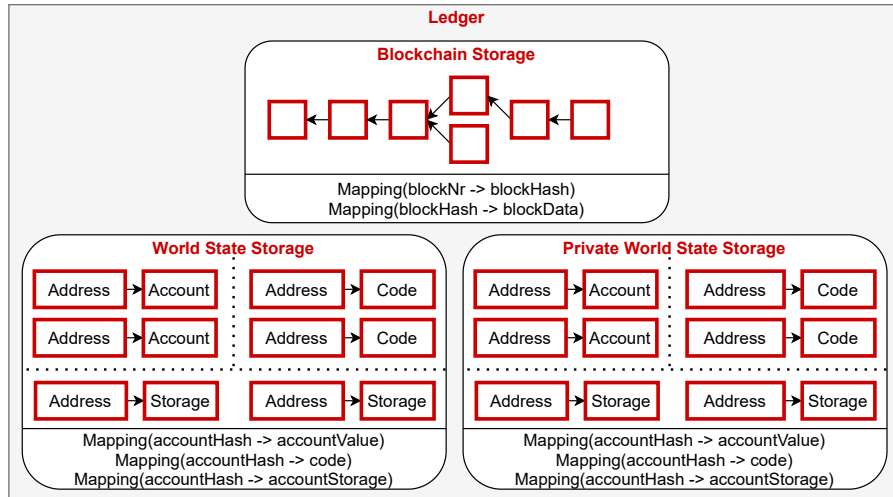 Ledger
Blockchain Storage
Mapping(blockNr -> blockHash)
Mapping(blockHash -> blockData)
World State Storage
Address Account Address Code
Address Account Address Code
Address Storage Address Storage
Mapping(accountHash -> accountValue)
Mapping(accountHash -> code)
Mapping(accountHash -> accountStorage)
Private World State Storage
Address Account Address Code
Address Account Address Code
Address Storage Address Storage
Mapping(accountHash -> accountValue)
Mapping(accountHash -> code)
Mapping(accountHash -> accountStorage)